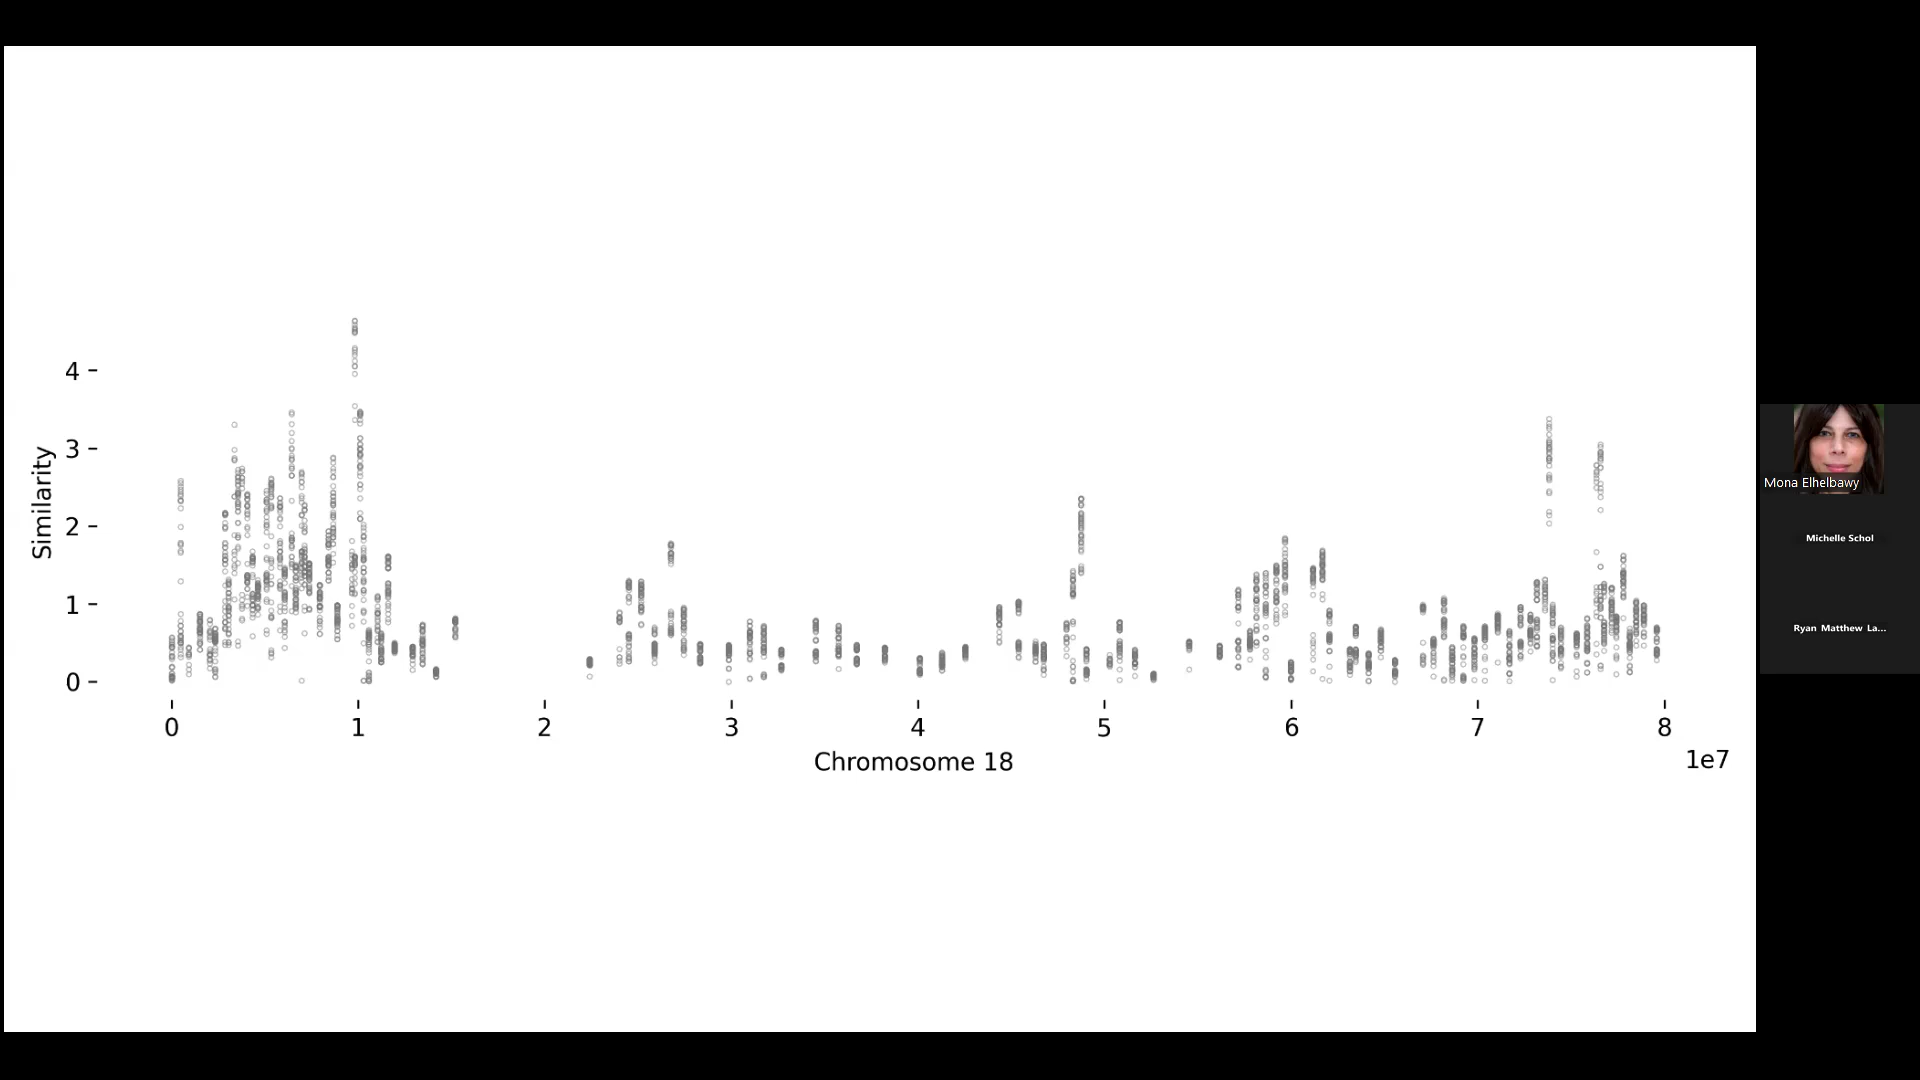 4
3
2
1
0
Similarity
0 1 2 3 4 5 6 7 8
1e7
Chromosome 18
Mona Elhelbawy
Michelle Schol
Ryan Matthew La...